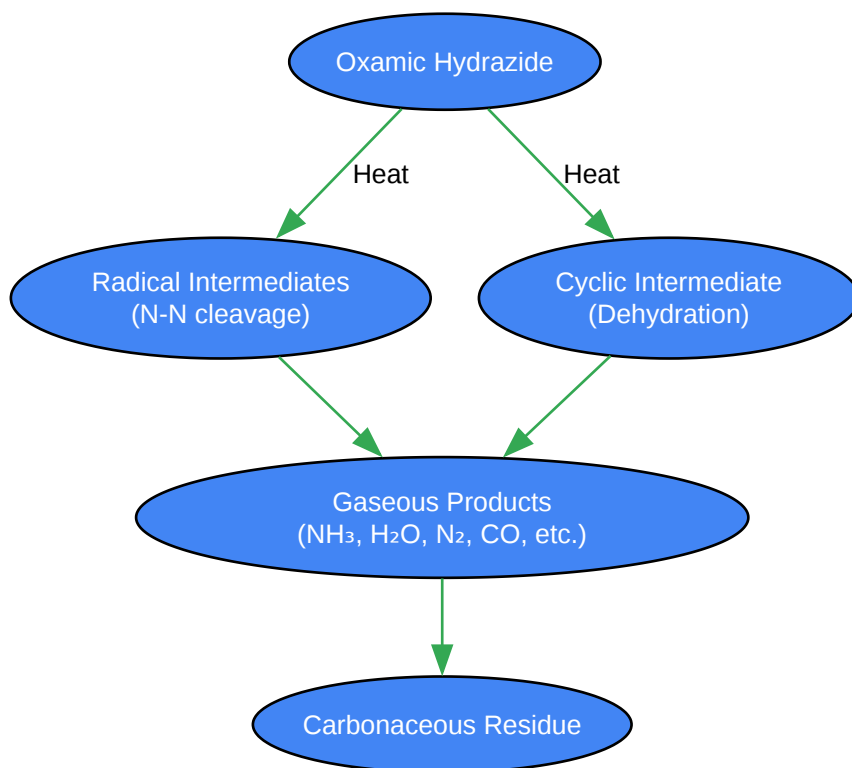 Oxamic Hydrazide
Heat
Heat
Radical Intermediates
(N-N cleavage)
Cyclic Intermediate
(Dehydration)
Gaseous Products
(NH₃, H₂O, N₂, CO, etc.)
Carbonaceous Residue